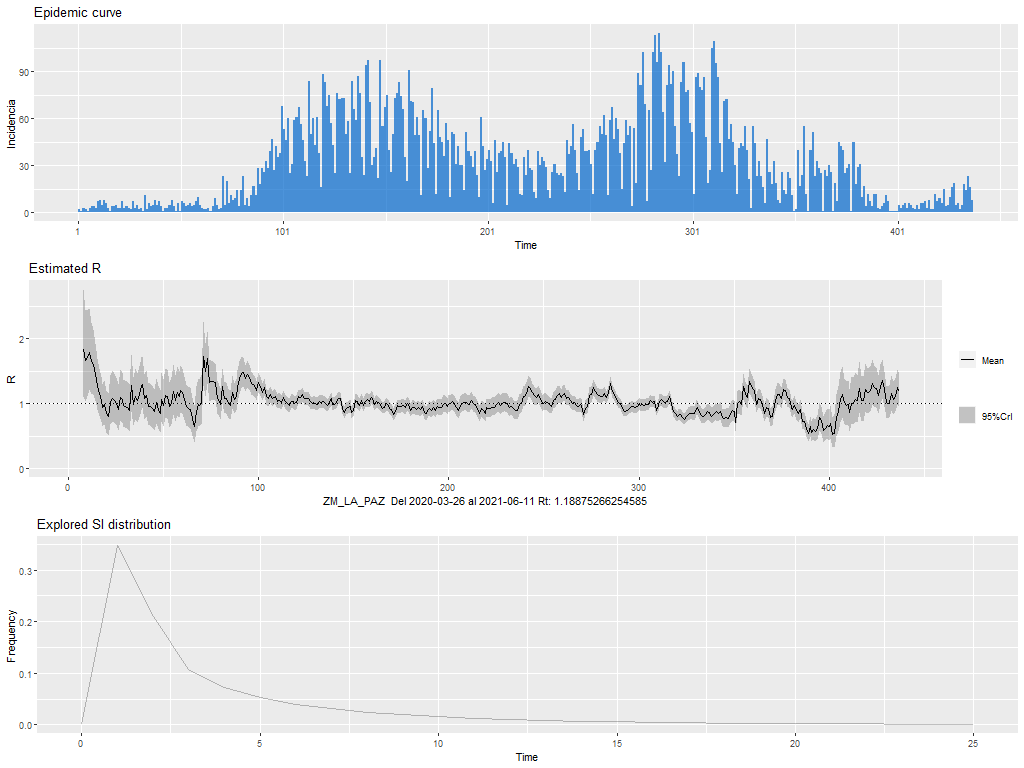 Epidemic curve
Incidencia
90
60
30
0
1 101 201 301 401
Time
Estimated R
R
2
1
0
0 100 200 300 400
ZM_LA_PAZ Del 2020-03-26 al 2021-06-11 Rt: 1.18875266254585
Mean
95%CrI
Explored SI distribution
Frequency
0.3
0.2
0.1
0.0
0 5 10 15 20 25
Time